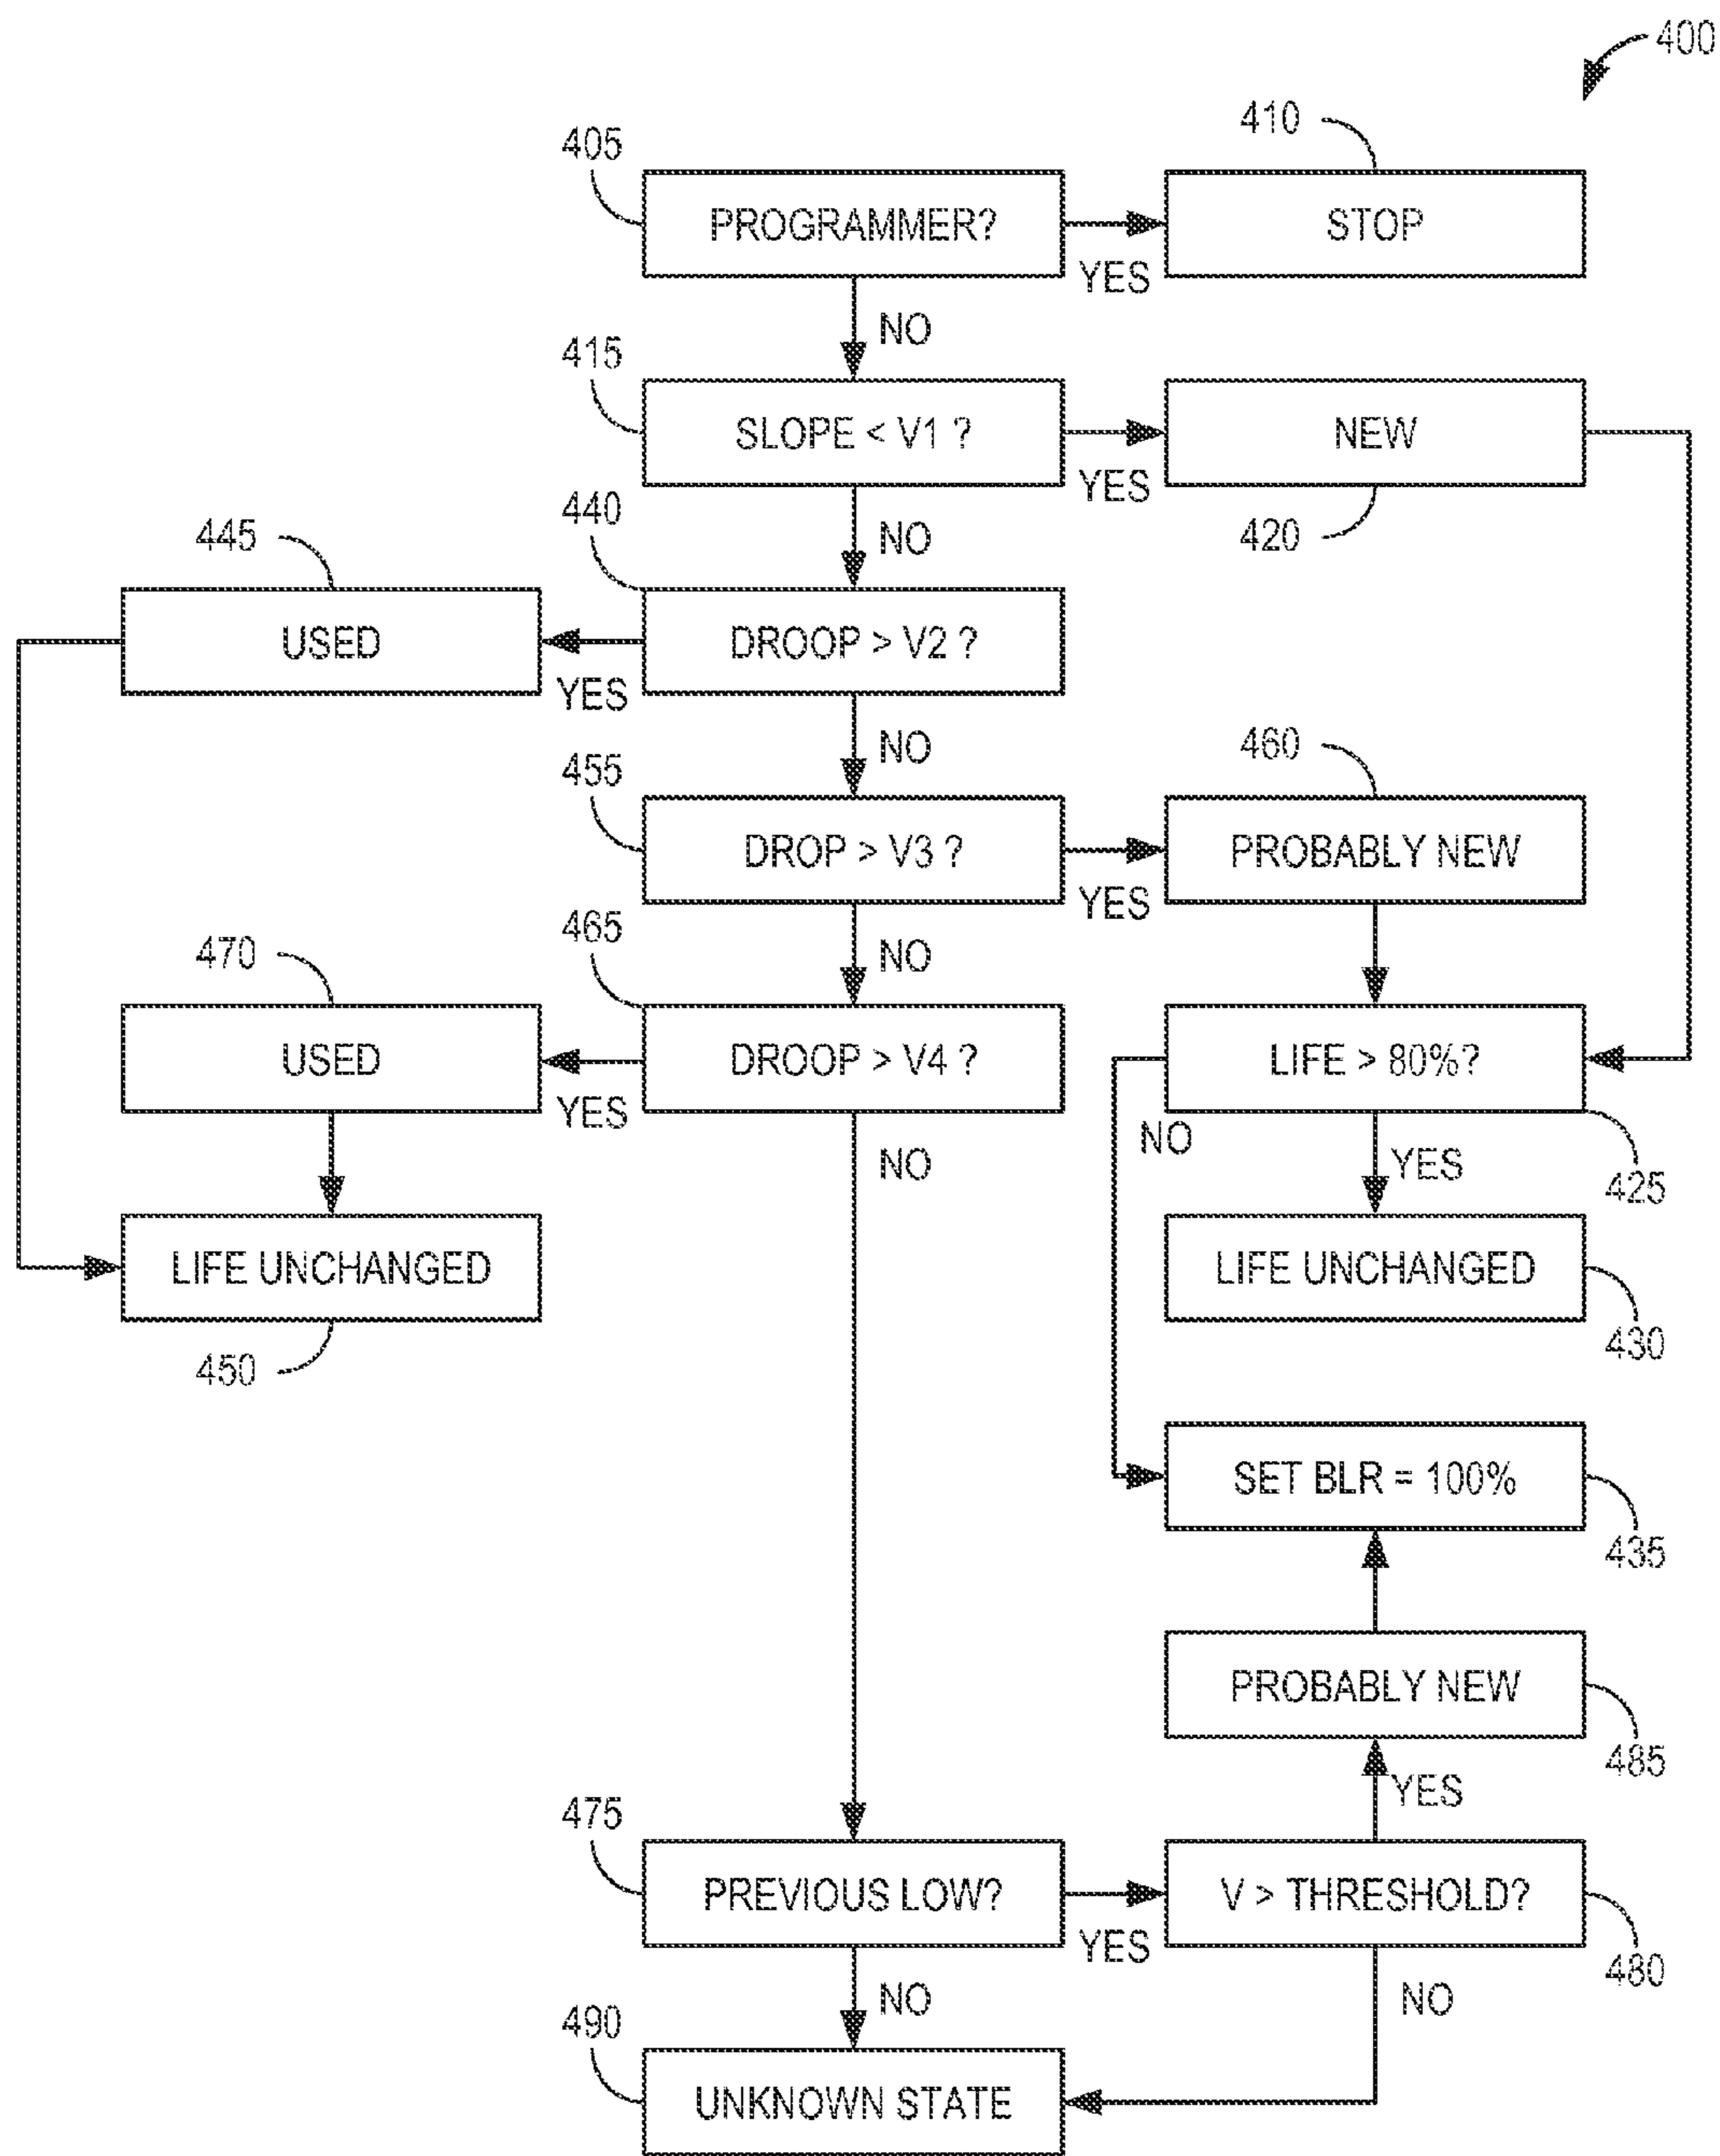 400
410
405
PROGRAMMER?
STOP
YES
NO
415
SLOPE < V1 ?
NEW
YES
440
NO
420
445
USED
DROOP > V2 ?
YES
NO
460
455
DROP > V3 ?
PROBABLY NEW
YES
465
NO
470
USED
DROOP > V4 ?
LIFE > 80%?
YES
NO
NO
YES
425
LIFE UNCHANGED
LIFE UNCHANGED
430
450
SET BLR = 100%
435
PROBABLY NEW
485
YES
475
PREVIOUS LOW?
V > THRESHOLD?
YES
480
NO
NO
490
UNKNOWN STATE